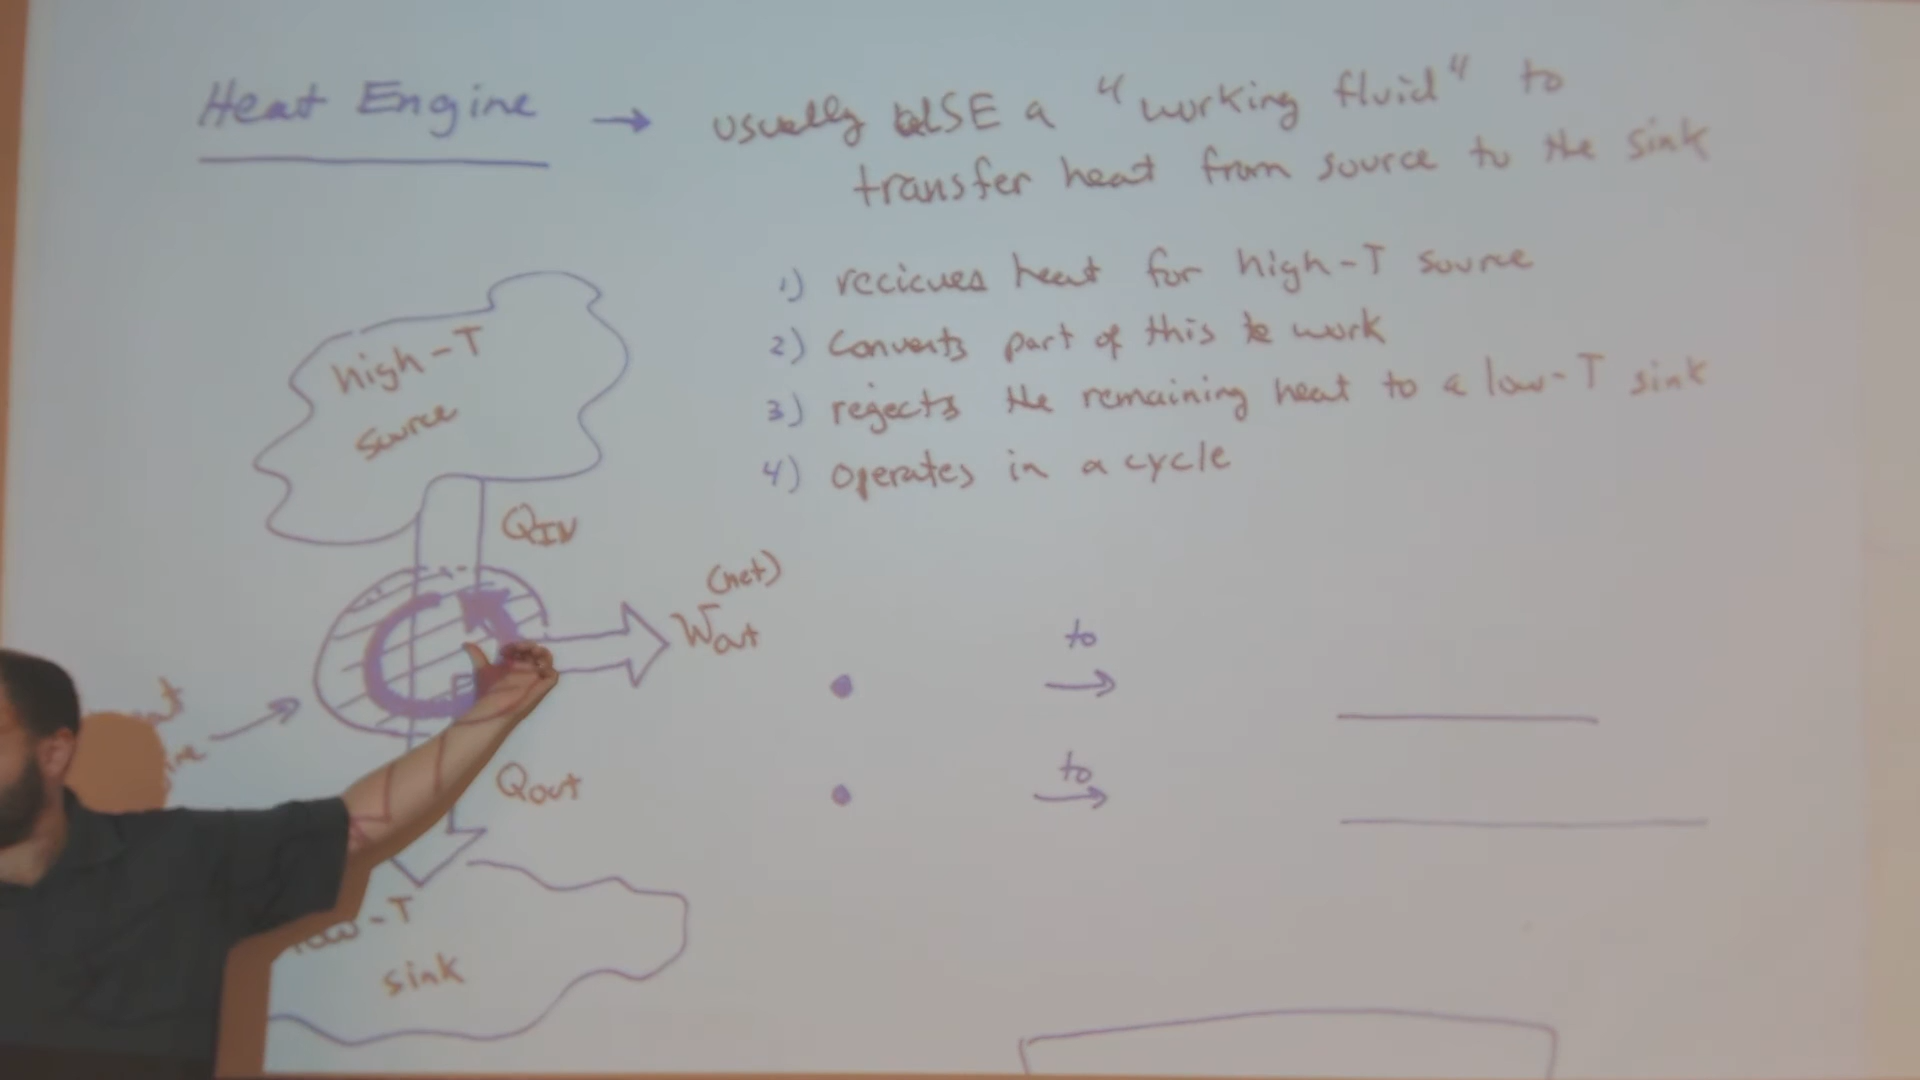 Heat Engine → usually USE a "working fluid" to
transfer heat from source to the sink
1) recieves heat for high-T source
2) Converts part of this to work
3) rejects the remaining heat to a low-T sink
4) operates in a cycle
high-T
source
QIN
(net)
Wout
to
→
Qout
to
→
low-T
sink